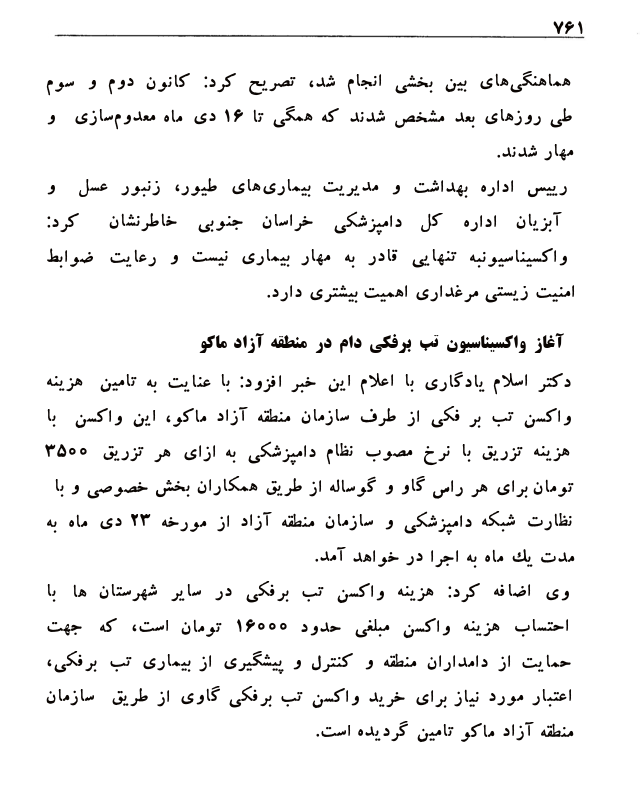 ۷۶۱
هماهنگی‌های بین بخشی انجام شد، تصریح کرد: کانون دوم و سوم
طی روزهای بعد مشخص شدند که همگی تا ۱۶ دی ماه معدوم‌سازی و
مهار شدند.
رییس اداره بهداشت و مدیریت بیماری‌های طیور، زنبور عسل و
آبزیان اداره کل دامپزشکی خراسان جنوبی خاطرنشان کرد:
واکسیناسیونبه تنهایی قادر به مهار بیماری نیست و رعایت ضوابط
امنیت زیستی مرغداری اهمیت بیشتری دارد.
آغاز واکسیناسیون تب برفکی دام در منطقه آزاد ماکو
دکتر اسلام یادگاری با اعلام این خبر افزود: با عنایت به تامین هزینه
واکسن تب بر فکی از طرف سازمان منطقه آزاد ماکو، این واکسن با
هزینه تزریق با نرخ مصوب نظام دامپزشکی به ازای هر تزریق ۳۵۰۰
تومان برای هر راس گاو و گوساله از طریق همکاران بخش خصوصی و با
نظارت شبکه دامپزشکی و سازمان منطقه آزاد از مورخه ۲۳ دی ماه به
مدت یك ماه به اجرا در خواهد آمد.
وی اضافه کرد: هزینه واکسن تب برفکی در سایر شهرستان ها با
احتساب هزینه واکسن مبلغی حدود ۱۶۰۰۰ تومان است، که جهت
حمایت از دامداران منطقه و کنترل و پیشگیری از بیماری تب برفکی،
اعتبار مورد نیاز برای خرید واکسن تب برفکی گاوی از طریق سازمان
منطقه آزاد ماکو تامین گردیده است.